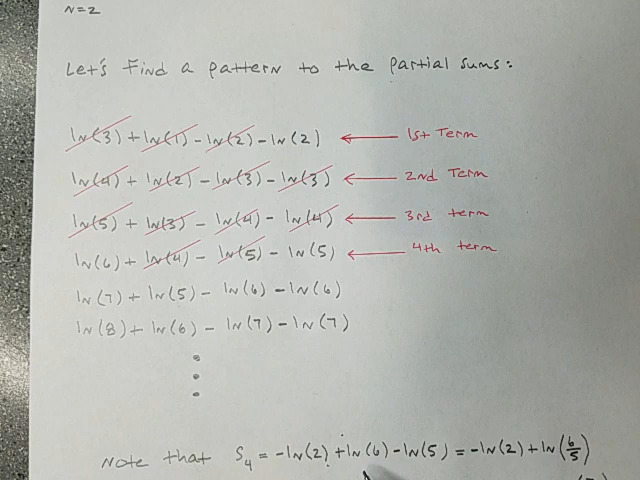 N=2
Let's Find a pattern to the partial sums:
ln(3) + ln(1) - ln(2) - ln(2) ← 1st Term
ln(4) + ln(2) - ln(3) - ln(3) ← 2nd Term
ln(5) + ln(3) - ln(4) - ln(4) ← 3rd term
ln(6) + ln(4) - ln(5) - ln(5) ← 4th term
ln(7) + ln(5) - ln(6) - ln(6)
ln(8) + ln(6) - ln(7) - ln(7)
Note that S₄ = -ln(2) + ln(6) - ln(5) = -ln(2) + ln(6/5)